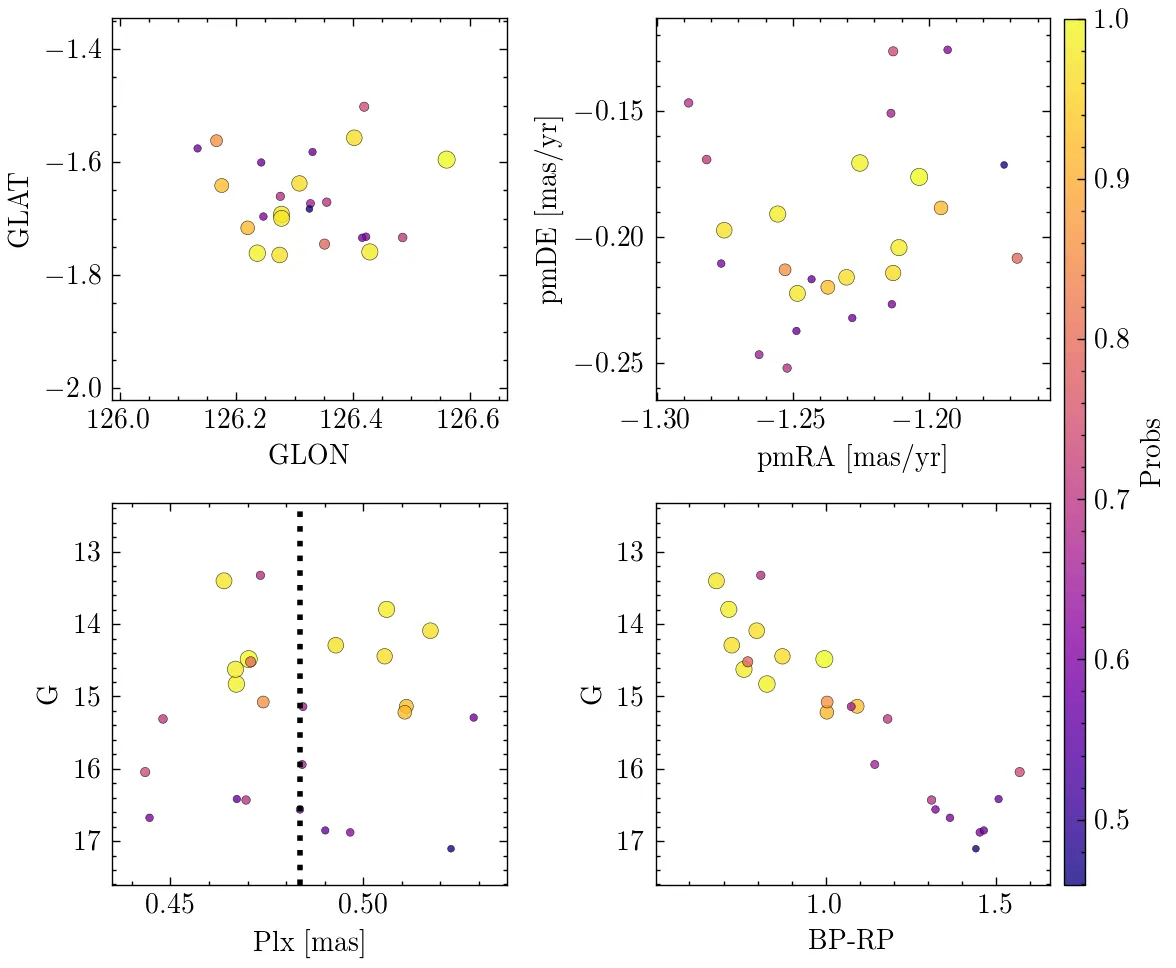 −1.4
−1.6
−1.8
−2.0
GLAT
126.0 126.2 126.4 126.6
GLON
−0.15
−0.20
−0.25
pmDE [mas/yr]
−1.30 −1.25 −1.20
pmRA [mas/yr]
13
14
15
16
17
G
0.45 0.50
Plx [mas]
13
14
15
16
17
G
1.0 1.5
BP-RP
1.0
0.9
0.8
0.7
0.6
0.5
Probs